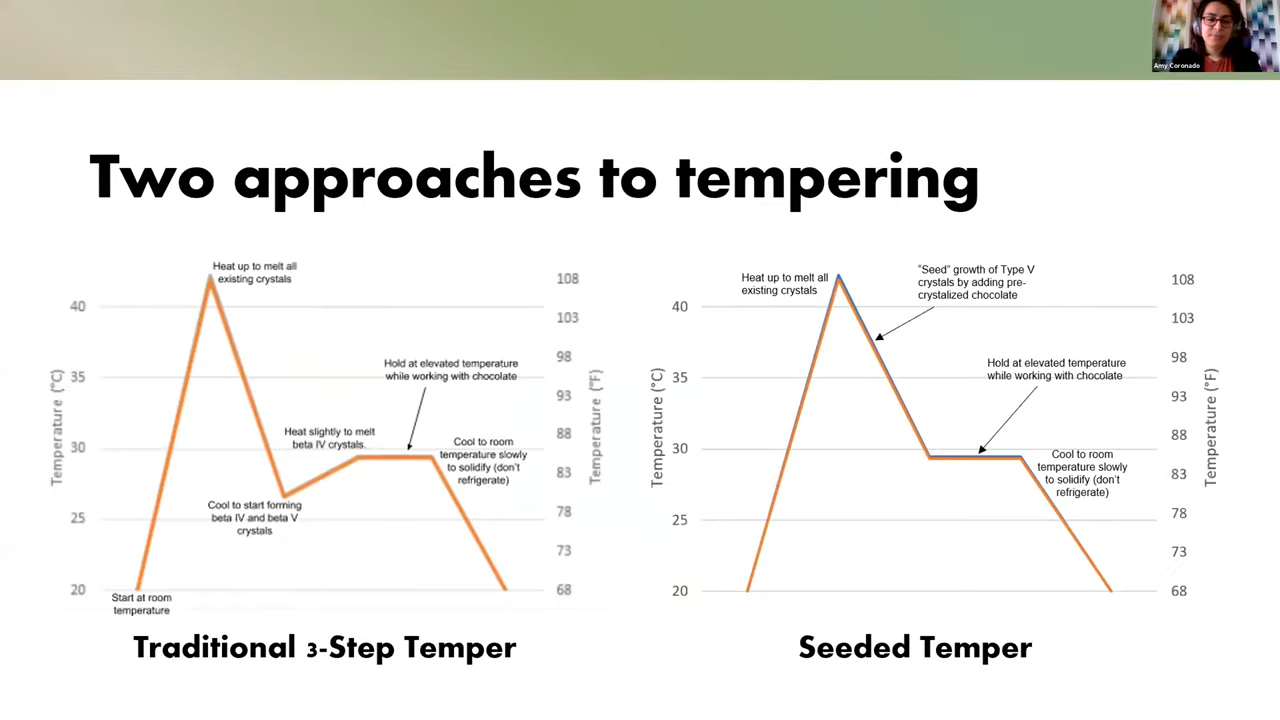 Amy Coronado
Two approaches to tempering
Heat up to melt all
existing crystals
40
35
30
25
20
Temperature (°C)
108
103
98
93
88
83
78
73
68
Temperature (°F)
Hold at elevated temperature
while working with chocolate
Heat slightly to melt
beta IV crystals.
Cool to room
temperature slowly
to solidify (don't
refrigerate)
Cool to start forming
beta IV and beta V
crystals
Start at room
temperature
Traditional 3-Step Temper
Heat up to melt all
existing crystals
"Seed" growth of Type V
crystals by adding pre-
crystalized chocolate
40
35
30
25
20
Temperature (°C)
108
103
98
93
88
83
78
73
68
Temperature (°F)
Hold at elevated temperature
while working with chocolate
Cool to room
temperature slowly
to solidify (don't
refrigerate)
Seeded Temper